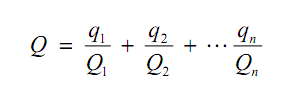 Q = q₁/Q₁ + q₂/Q₂ + ⋯ qₙ/Qₙ